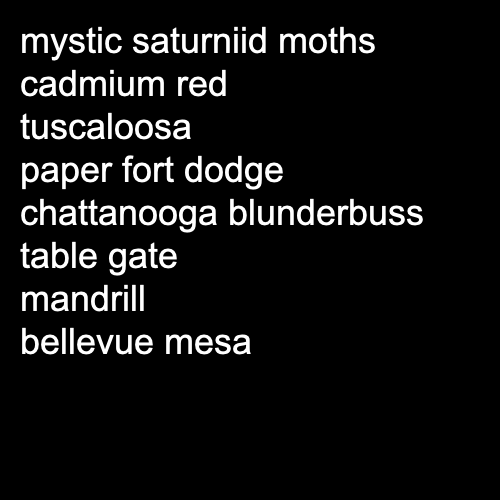 mystic saturniid moths
cadmium red
tuscaloosa
paper fort dodge
chattanooga blunderbuss
table gate
mandrill
bellevue mesa